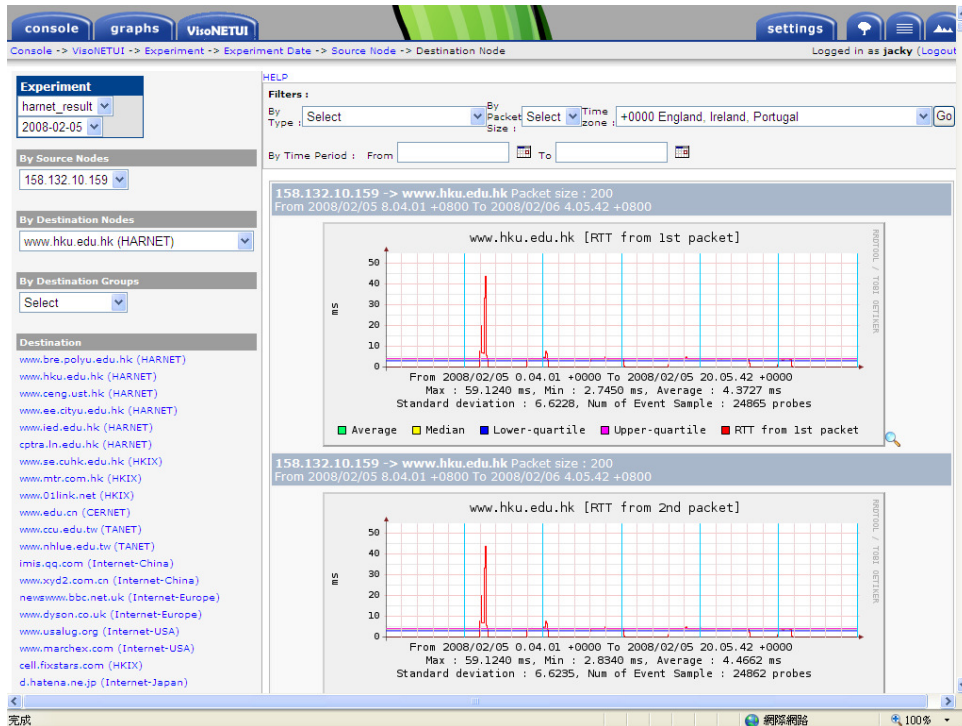 console graphs VisoNETUI settings
Console -> VisoNETUI -> Experiment -> Experiment Date -> Source Node -> Destination Node Logged in as jacky (Logout
Experiment
harnet_result
2008-02-05
By Source Nodes
158.132.10.159
By Destination Nodes
www.hku.edu.hk (HARNET)
By Destination Groups
Select
Destination
www.bre.polyu.edu.hk (HARNET)
www.hku.edu.hk (HARNET)
www.ceng.ust.hk (HARNET)
www.ee.cityu.edu.hk (HARNET)
www.ied.edu.hk (HARNET)
cptra.ln.edu.hk (HARNET)
www.se.cuhk.edu.hk (HKIX)
www.mtr.com.hk (HKIX)
www.01link.net (HKIX)
www.edu.cn (CERNET)
www.ccu.edu.tw (TANET)
www.nhlue.edu.tw (TANET)
imis.qq.com (Internet-China)
www.xyd2.com.cn (Internet-China)
newswww.bbc.net.uk (Internet-Europe)
www.dyson.co.uk (Internet-Europe)
www.usalug.org (Internet-USA)
www.marchex.com (Internet-USA)
cell.fixstars.com (HKIX)
d.hatena.ne.jp (Internet-Japan)
HELP
Filters :
By Type : Select By Packet Size : Select Time zone : +0000 England, Ireland, Portugal Go
By Time Period : From To
158.132.10.159 -> www.hku.edu.hk Packet size : 200
From 2008/02/05 8.04.01 +0800 To 2008/02/06 4.05.42 +0800
www.hku.edu.hk [RTT from 1st packet]
RRDTOOL / TOBI OETIKER
ms
50
40
30
20
10
0
From 2008/02/05 0.04.01 +0000 To 2008/02/05 20.05.42 +0000
Max : 59.1240 ms, Min : 2.7450 ms, Average : 4.3727 ms
Standard deviation : 6.6228, Num of Event Sample : 24865 probes
Average Median Lower-quartile Upper-quartile RTT from 1st packet
158.132.10.159 -> www.hku.edu.hk Packet size : 200
From 2008/02/05 8.04.01 +0800 To 2008/02/06 4.05.42 +0800
www.hku.edu.hk [RTT from 2nd packet]
RRDTOOL / TOBI OETIKER
ms
50
40
30
20
10
0
From 2008/02/05 0.04.01 +0000 To 2008/02/05 20.05.42 +0000
Max : 59.1240 ms, Min : 2.8340 ms, Average : 4.4662 ms
Standard deviation : 6.6235, Num of Event Sample : 24862 probes
完成 網際網路 100%